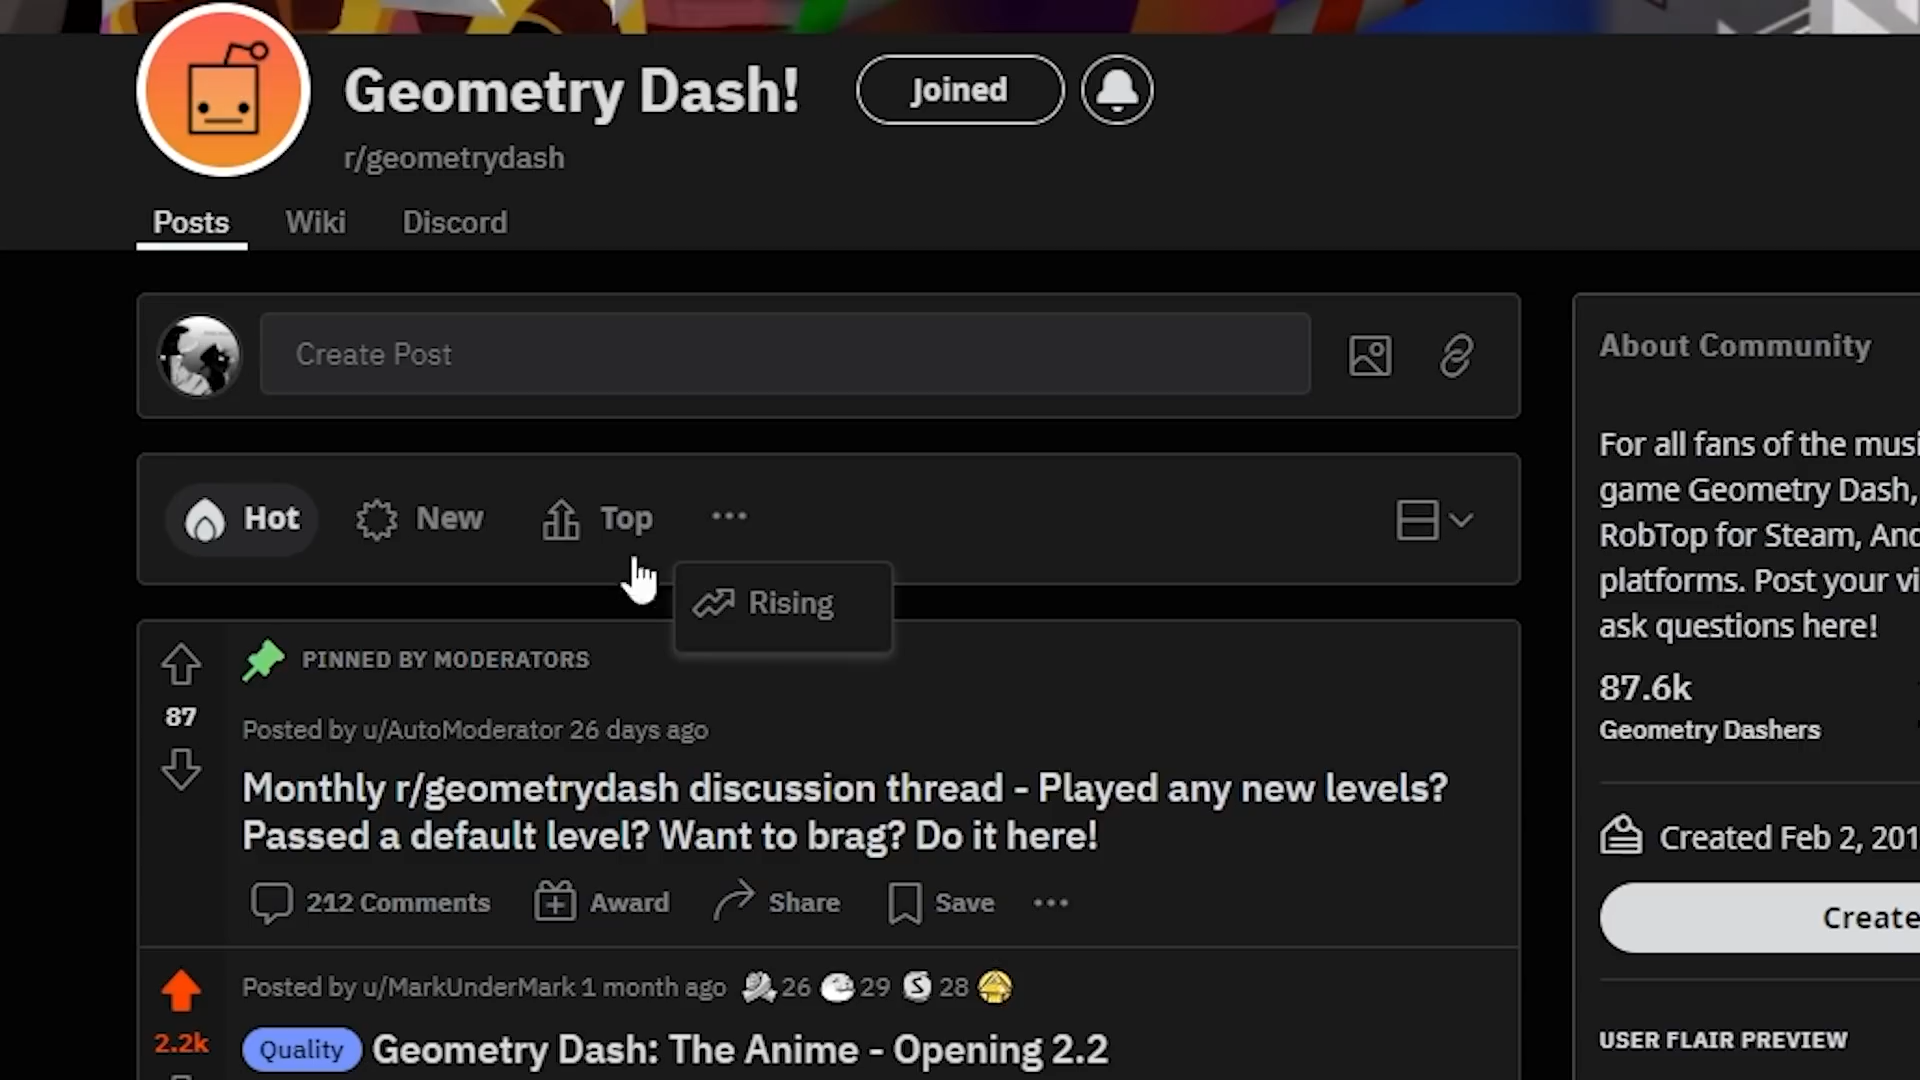 Geometry Dash!
Joined
r/geometrydash
Posts
Wiki
Discord
Create Post
Hot
New
Top
Rising
PINNED BY MODERATORS
87
Posted by u/AutoModerator 26 days ago
Monthly r/geometrydash discussion thread - Played any new levels?
Passed a default level? Want to brag? Do it here!
212 Comments
Award
Share
Save
Posted by u/MarkUnderMark 1 month ago
26
29
28
2.2k
Quality
Geometry Dash: The Anime - Opening 2.2
About Community
For all fans of the musi
game Geometry Dash,
RobTop for Steam, And
platforms. Post your vi
ask questions here!
87.6k
Geometry Dashers
Created Feb 2, 201
Create
USER FLAIR PREVIEW